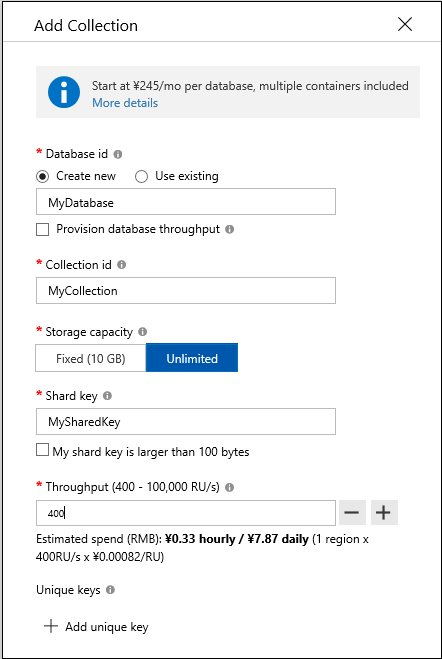 Add Collection
Start at ¥245/mo per database, multiple containers included
More details
* Database id
Create new Use existing
MyDatabase
Provision database throughput
* Collection id
MyCollection
* Storage capacity
Fixed (10 GB) Unlimited
* Shard key
MySharedKey
My shard key is larger than 100 bytes
* Throughput (400 - 100,000 RU/s)
400
Estimated spend (RMB): ¥0.33 hourly / ¥7.87 daily (1 region x
400RU/s x ¥0.00082/RU)
Unique keys
Add unique key